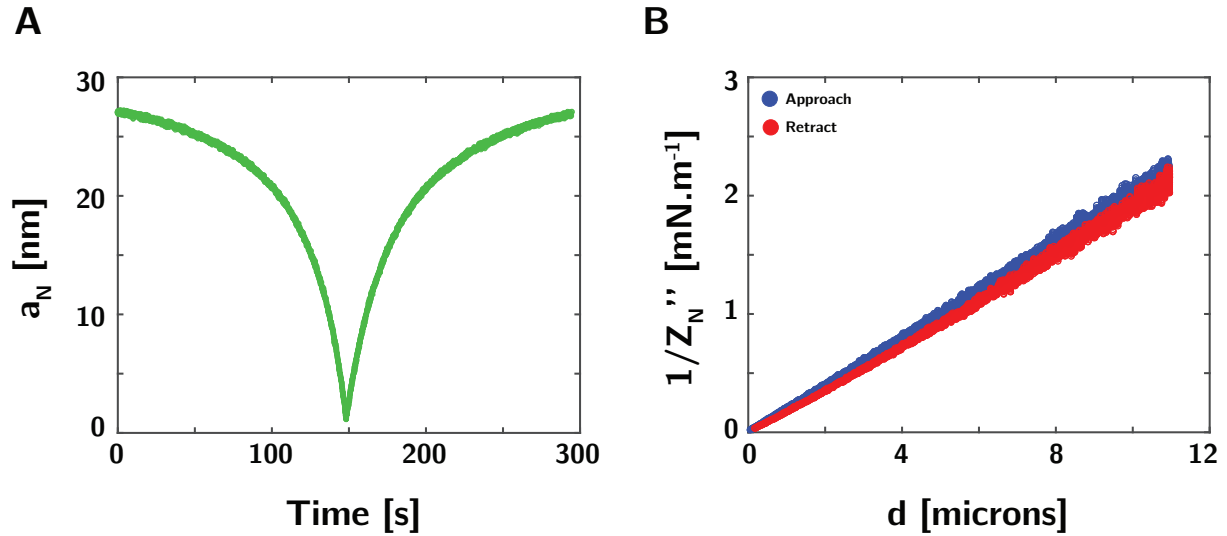 A
a_N [nm]
30
20
10
0
0 100 200 300
Time [s]
B
1/Z_N'' [mN.m⁻¹]
Approach
Retract
3
2
1
0
0 4 8 12
d [microns]